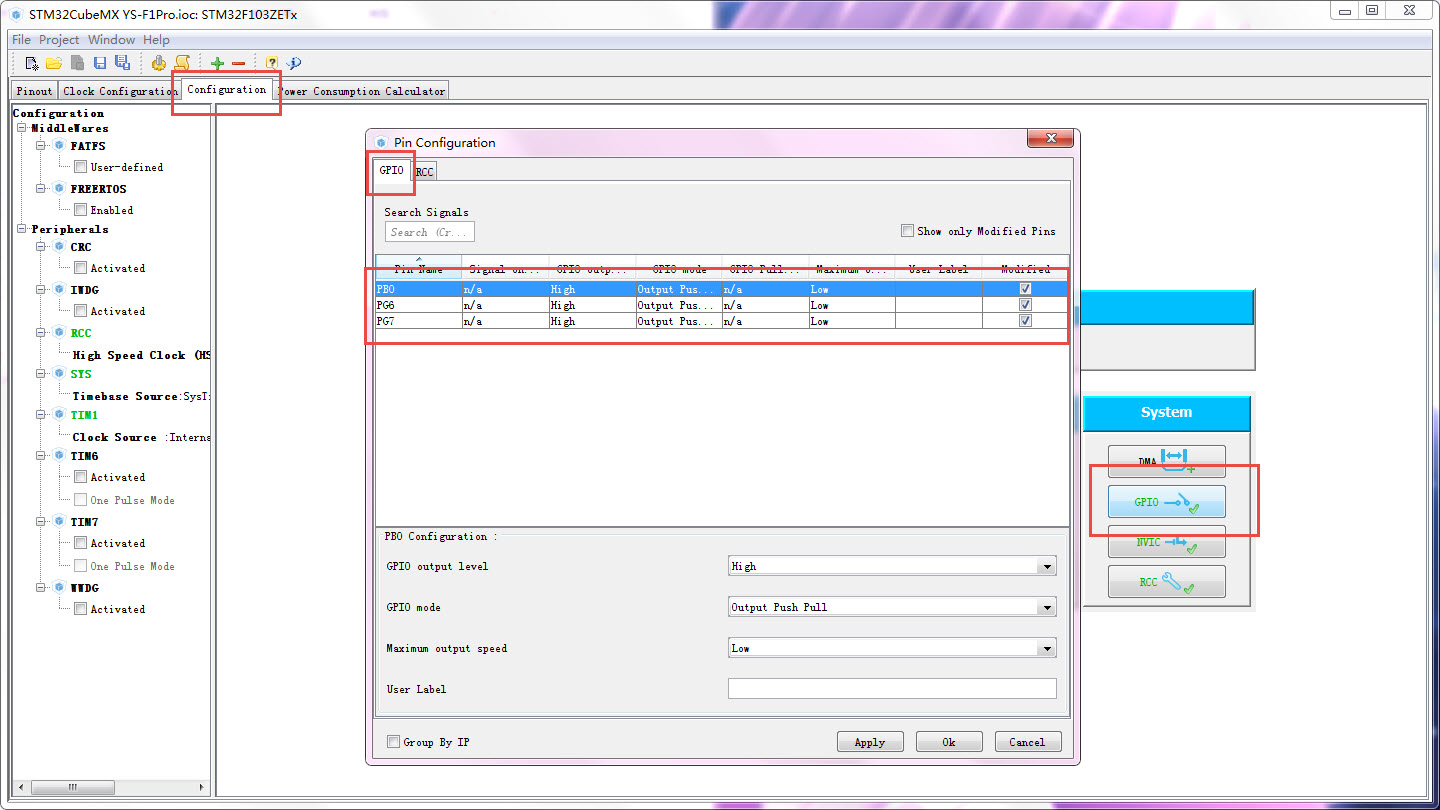 STM32CubeMX YS-F1Pro.ioc: STM32F103ZETx
File Project Window Help
Pinout Clock Configuration Configuration Power Consumption Calculator
Configuration
MiddleWares
FATFS
User-defined
FREERTOS
Enabled
Peripherals
CRC
Activated
IWDG
Activated
RCC
High Speed Clock (HS
SYS
Timebase Source:SysTi
TIM1
Clock Source :Interna
TIM6
Activated
One Pulse Mode
TIM7
Activated
One Pulse Mode
WWDG
Activated
Pin Configuration
GPIO RCC
Search Signals
Search (Cr...
Show only Modified Pins
Pin Name Signal on... GPIO outp... GPIO mode GPIO Pull... Maximum o... User Label Modified
PB0 n/a High Output Pus... n/a Low
PG6 n/a High Output Pus... n/a Low
PG7 n/a High Output Pus... n/a Low
PB0 Configuration :
GPIO output level High
GPIO mode Output Push Pull
Maximum output speed Low
User Label
Group By IP
Apply Ok Cancel
System
DMA
GPIO
NVIC
RCC